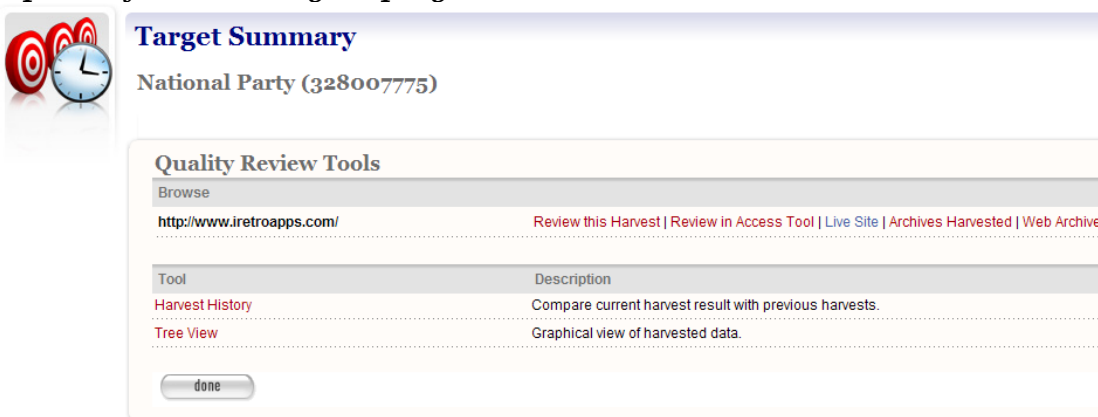 Target Summary
National Party (328007775)
Quality Review Tools
Browse
http://www.iretroapps.com/ Review this Harvest | Review in Access Tool | Live Site | Archives Harvested | Web Archive
Tool Description
Harvest History Compare current harvest result with previous harvests.
Tree View Graphical view of harvested data.
done